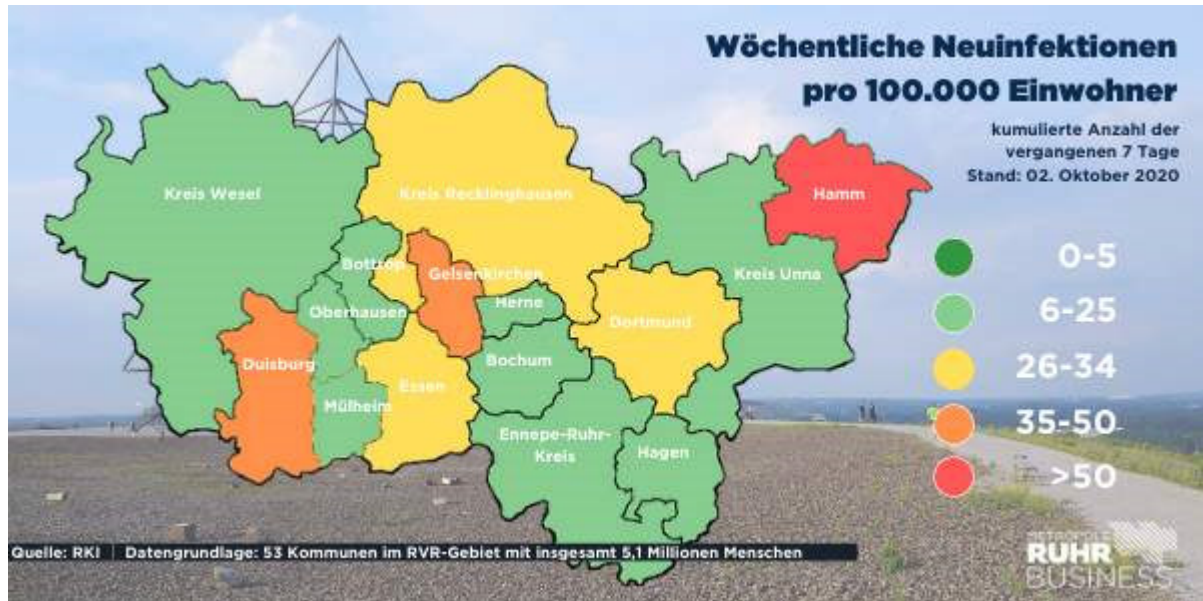 Wöchentliche Neuinfektionen
pro 100.000 Einwohner
kumulierte Anzahl der
vergangenen 7 Tage
Stand: 02. Oktober 2020
Kreis Wesel
Kreis Recklinghausen
Hamm
Bottrop
Gelsenkirchen
Kreis Unna
Oberhausen
Herne
Dortmund
Duisburg
Bochum
Essen
Mülheim
Ennepe-Ruhr-
Kreis
Hagen
0-5
6-25
26-34
35-50
>50
Quelle: RKI | Datengrundlage: 53 Kommunen im RVR-Gebiet mit insgesamt 5,1 Millionen Menschen
RUHR
BUSINESS